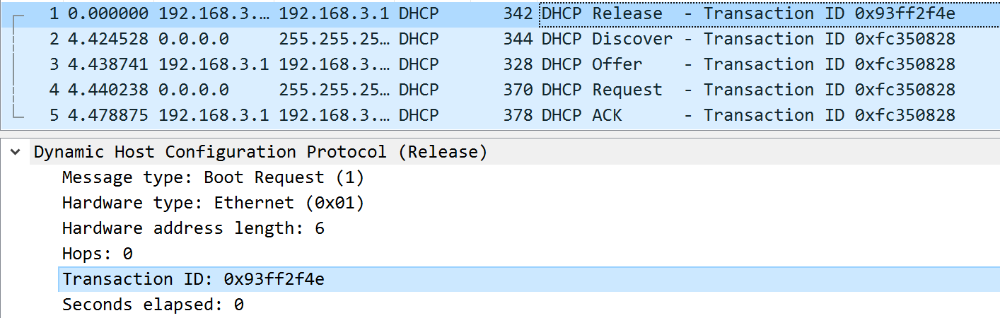 1 0.000000 192.168.3.… 192.168.3.1 DHCP 342 DHCP Release - Transaction ID 0x93ff2f4e
2 4.424528 0.0.0.0 255.255.25… DHCP 344 DHCP Discover - Transaction ID 0xfc350828
3 4.438741 192.168.3.1 192.168.3.… DHCP 328 DHCP Offer - Transaction ID 0xfc350828
4 4.440238 0.0.0.0 255.255.25… DHCP 370 DHCP Request - Transaction ID 0xfc350828
5 4.478875 192.168.3.1 192.168.3.… DHCP 378 DHCP ACK - Transaction ID 0xfc350828
Dynamic Host Configuration Protocol (Release)
Message type: Boot Request (1)
Hardware type: Ethernet (0x01)
Hardware address length: 6
Hops: 0
Transaction ID: 0x93ff2f4e
Seconds elapsed: 0